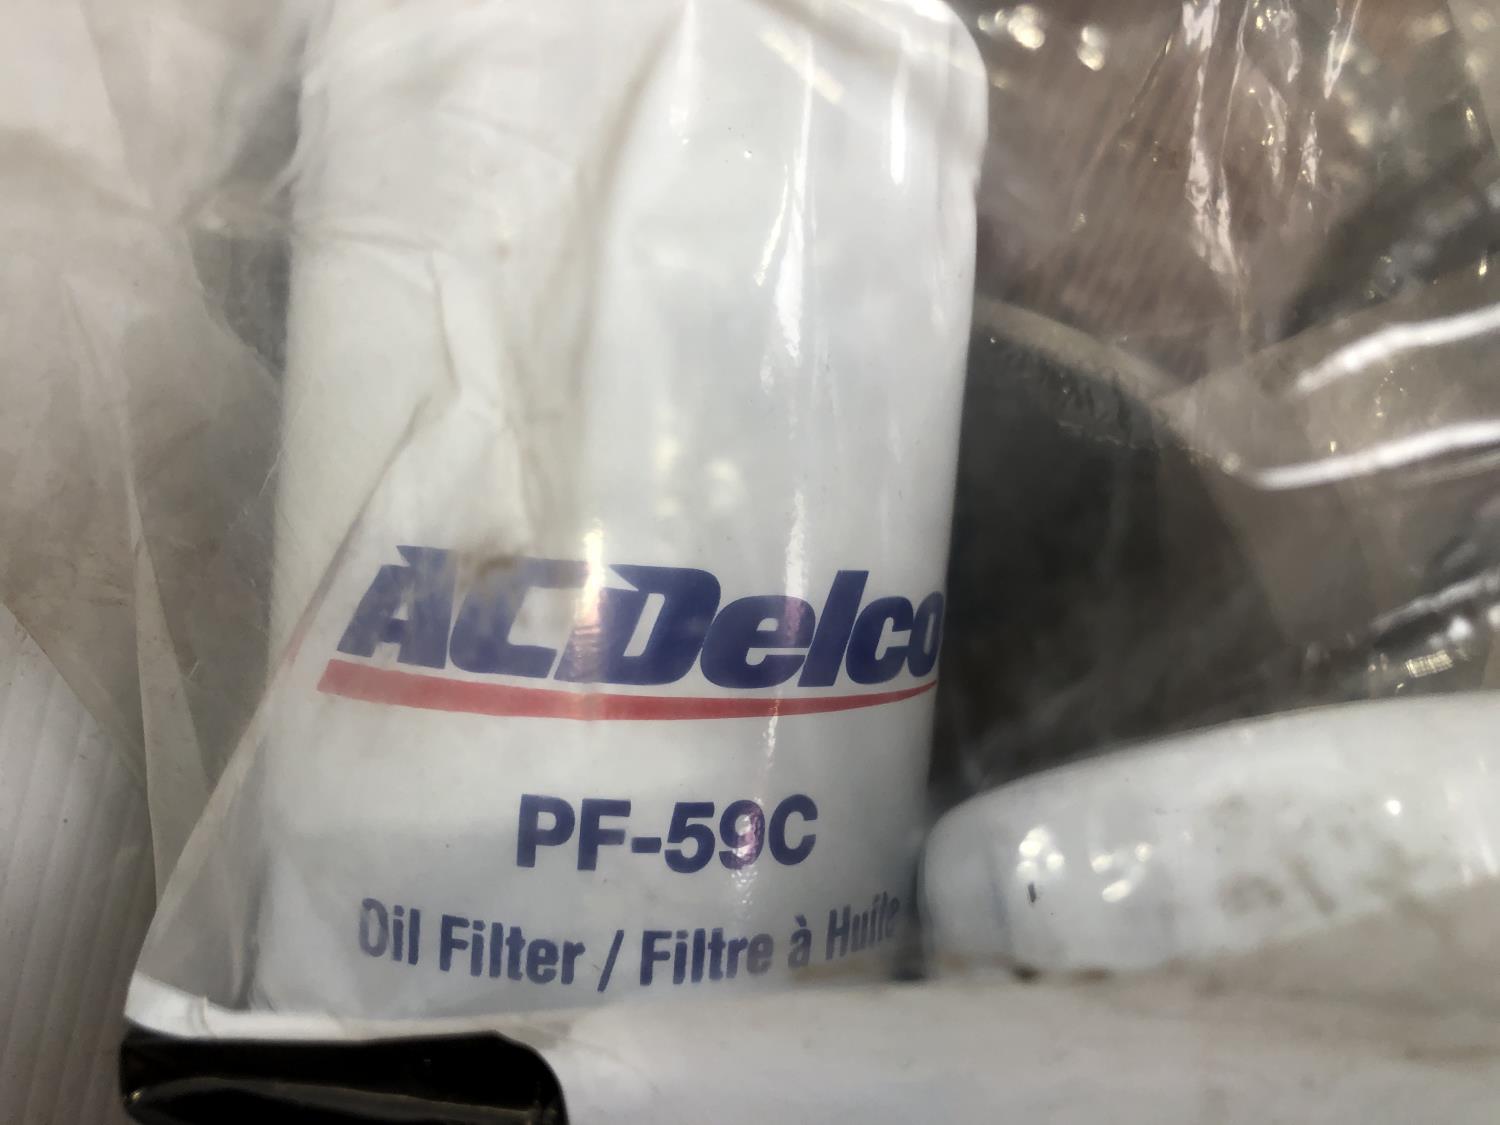 ACDelco
PF-59C
Oil Filter / Filtre à Huile